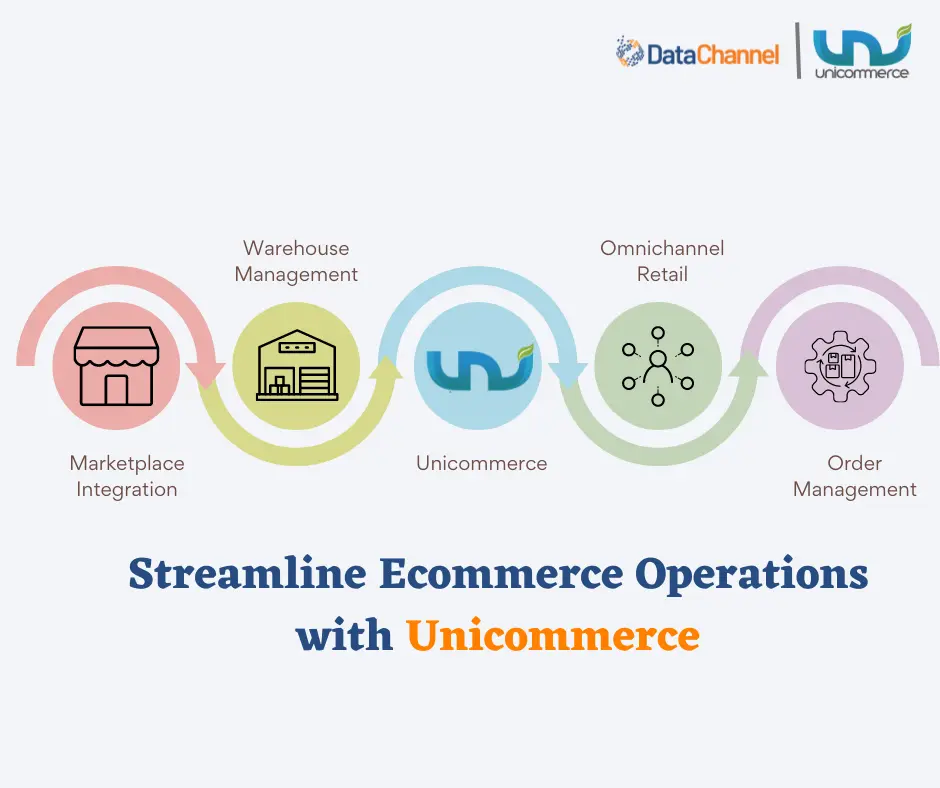 DataChannel
unicommerce
Warehouse
Management
Omnichannel
Retail
Marketplace
Integration
Unicommerce
Order
Management
Streamline Ecommerce Operations
with Unicommerce